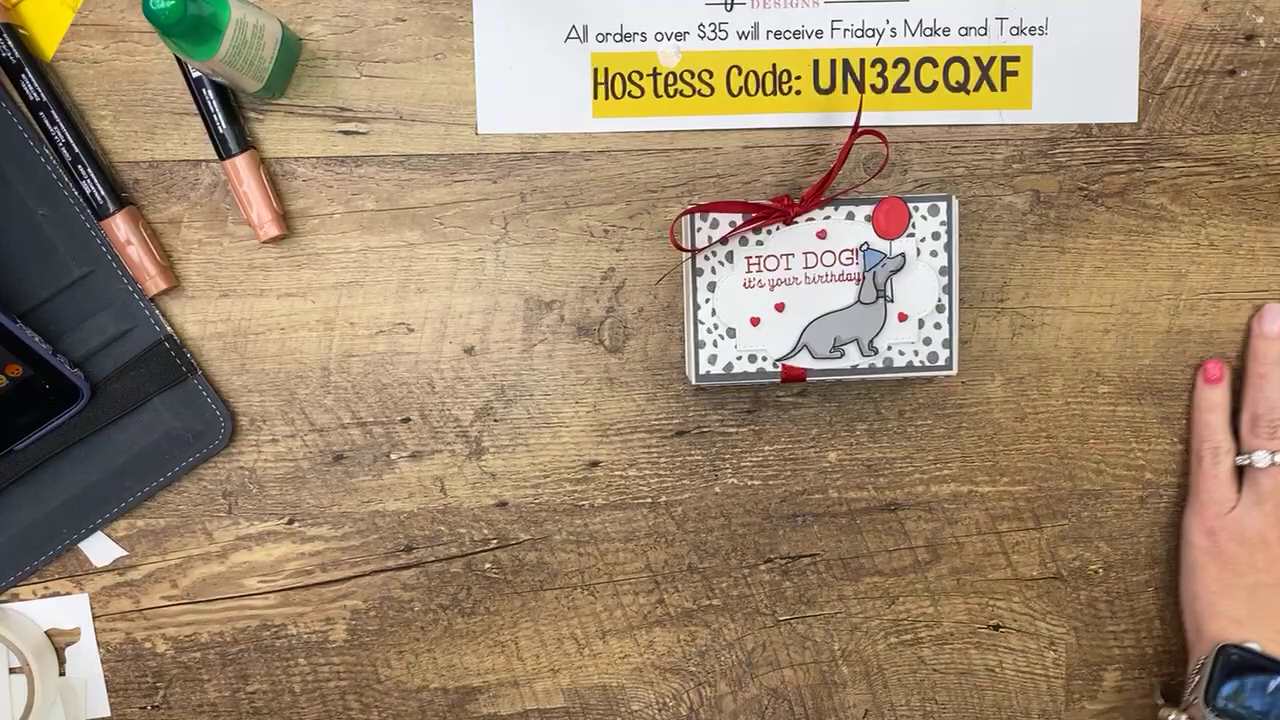 DESIGNS
All orders over $35 will receive Friday's Make and Takes!
Hostess Code: UN32CQXF
HOT DOG!
it's your birthday